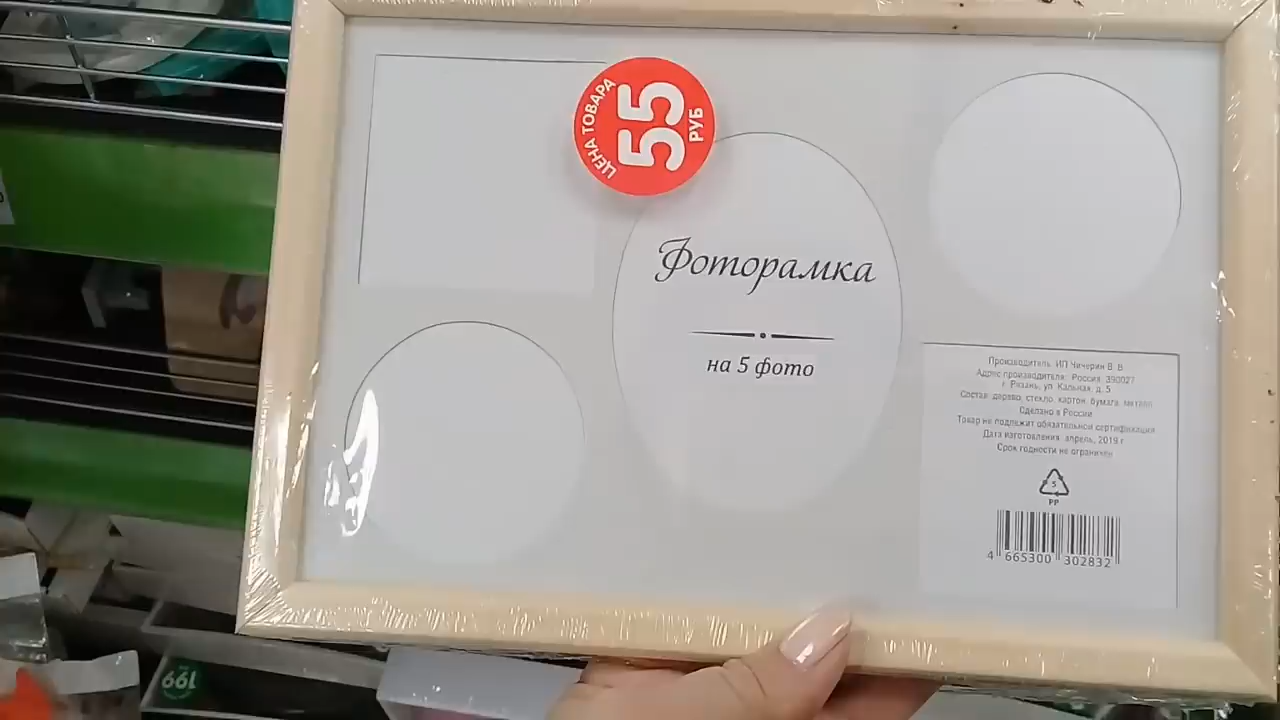 ЦЕНА ТОВАРА
55
РУБ
Фоторамка
на 5 фото
Производитель: ИП Чичерин В. В.
Адрес производителя: Россия, 390027
г. Рязань, ул. Кальная, д. 5
Состав: дерево, стекло, картон, бумага, металл
Сделано в России
Товар не подлежит обязательной сертификации
Дата изготовления: апрель, 2019 г
Срок годности не ограничен
5
PP
4 665300 302832
199